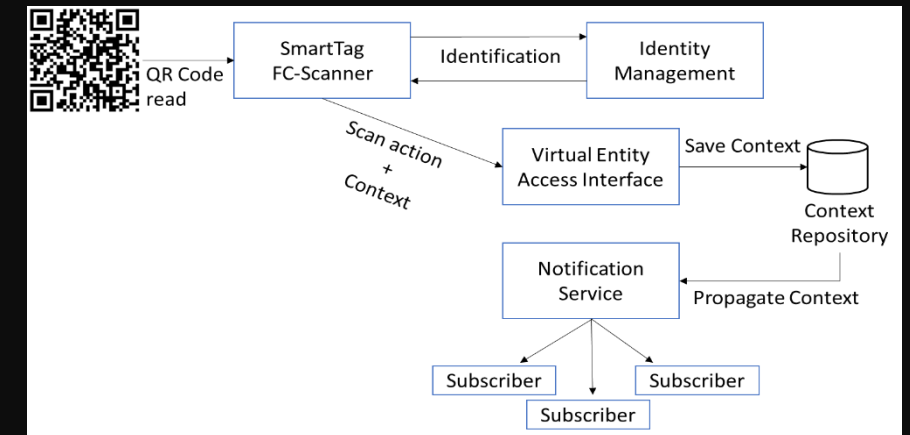 SmartTag
FC-Scanner
Identification
Identity
Management
QR Code
read
Scan action
+
Context
Virtual Entity
Access Interface
Save Context
Context
Repository
Notification
Service
Propagate Context
Subscriber
Subscriber
Subscriber